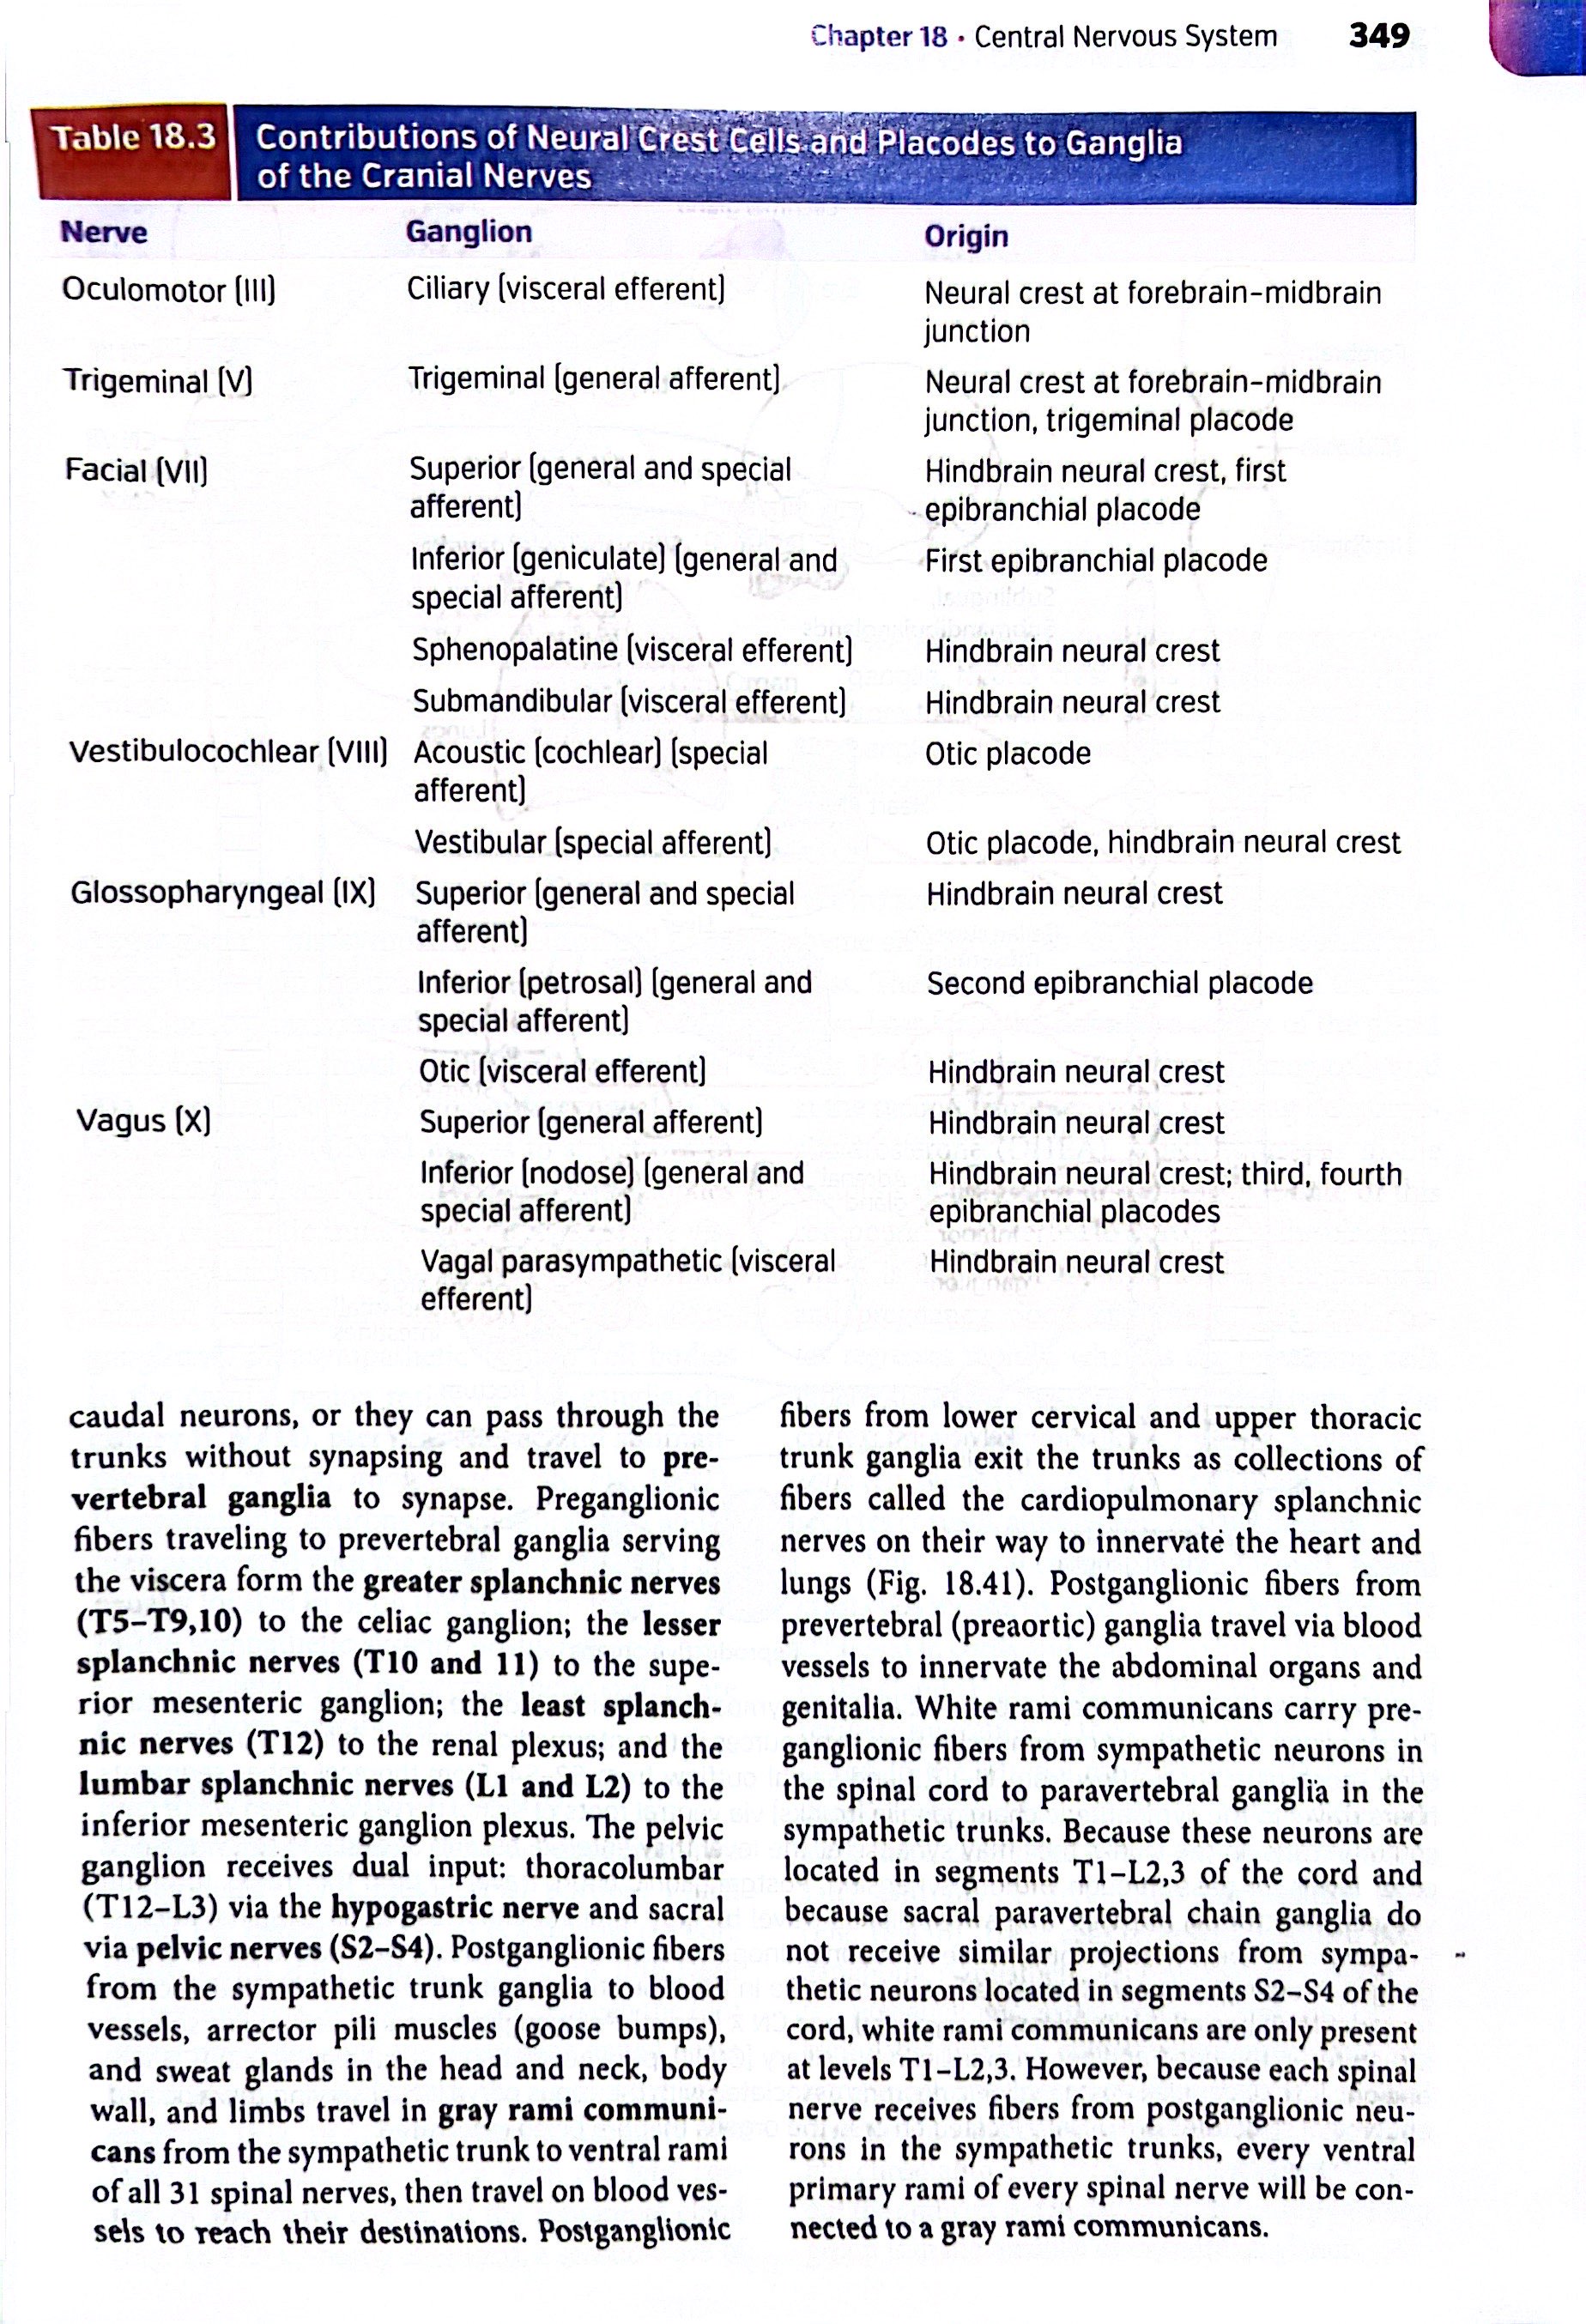 Chapter 18 · Central Nervous System 349
Table 18.3
Contributions of Neural Crest Cells and Placodes to Ganglia
of the Cranial Nerves
Nerve Ganglion Origin
Oculomotor (III) Ciliary (visceral efferent) Neural crest at forebrain–midbrain
junction
Trigeminal (V) Trigeminal (general afferent) Neural crest at forebrain–midbrain
junction, trigeminal placode
Facial (VII) Superior (general and special Hindbrain neural crest, first
afferent) epibranchial placode
Inferior (geniculate) (general and First epibranchial placode
special afferent)
Sphenopalatine (visceral efferent) Hindbrain neural crest
Submandibular (visceral efferent) Hindbrain neural crest
Vestibulocochlear (VIII) Acoustic (cochlear) (special Otic placode
afferent)
Vestibular (special afferent) Otic placode, hindbrain neural crest
Glossopharyngeal (IX) Superior (general and special Hindbrain neural crest
afferent)
Inferior (petrosal) (general and Second epibranchial placode
special afferent)
Otic (visceral efferent) Hindbrain neural crest
Vagus (X) Superior (general afferent) Hindbrain neural crest
Inferior (nodose) (general and Hindbrain neural crest; third, fourth
special afferent) epibranchial placodes
Vagal parasympathetic (visceral Hindbrain neural crest
efferent)
caudal neurons, or they can pass through the
trunks without synapsing and travel to pre-
vertebral ganglia to synapse. Preganglionic
fibers traveling to prevertebral ganglia serving
the viscera form the greater splanchnic nerves
(T5–T9,10) to the celiac ganglion; the lesser
splanchnic nerves (T10 and 11) to the supe-
rior mesenteric ganglion; the least splanch-
nic nerves (T12) to the renal plexus; and the
lumbar splanchnic nerves (L1 and L2) to the
inferior mesenteric ganglion plexus. The pelvic
ganglion receives dual input: thoracolumbar
(T12–L3) via the hypogastric nerve and sacral
via pelvic nerves (S2–S4). Postganglionic fibers
from the sympathetic trunk ganglia to blood
vessels, arrector pili muscles (goose bumps),
and sweat glands in the head and neck, body
wall, and limbs travel in gray rami communi-
cans from the sympathetic trunk to ventral rami
of all 31 spinal nerves, then travel on blood ves-
sels to reach their destinations. Postganglionic
fibers from lower cervical and upper thoracic
trunk ganglia exit the trunks as collections of
fibers called the cardiopulmonary splanchnic
nerves on their way to innervate the heart and
lungs (Fig. 18.41). Postganglionic fibers from
prevertebral (preaortic) ganglia travel via blood
vessels to innervate the abdominal organs and
genitalia. White rami communicans carry pre-
ganglionic fibers from sympathetic neurons in
the spinal cord to paravertebral ganglia in the
sympathetic trunks. Because these neurons are
located in segments T1–L2,3 of the cord and
because sacral paravertebral chain ganglia do
not receive similar projections from sympa-
thetic neurons located in segments S2–S4 of the
cord, white rami communicans are only present
at levels T1–L2,3. However, because each spinal
nerve receives fibers from postganglionic neu-
rons in the sympathetic trunks, every ventral
primary rami of every spinal nerve will be con-
nected to a gray rami communicans.